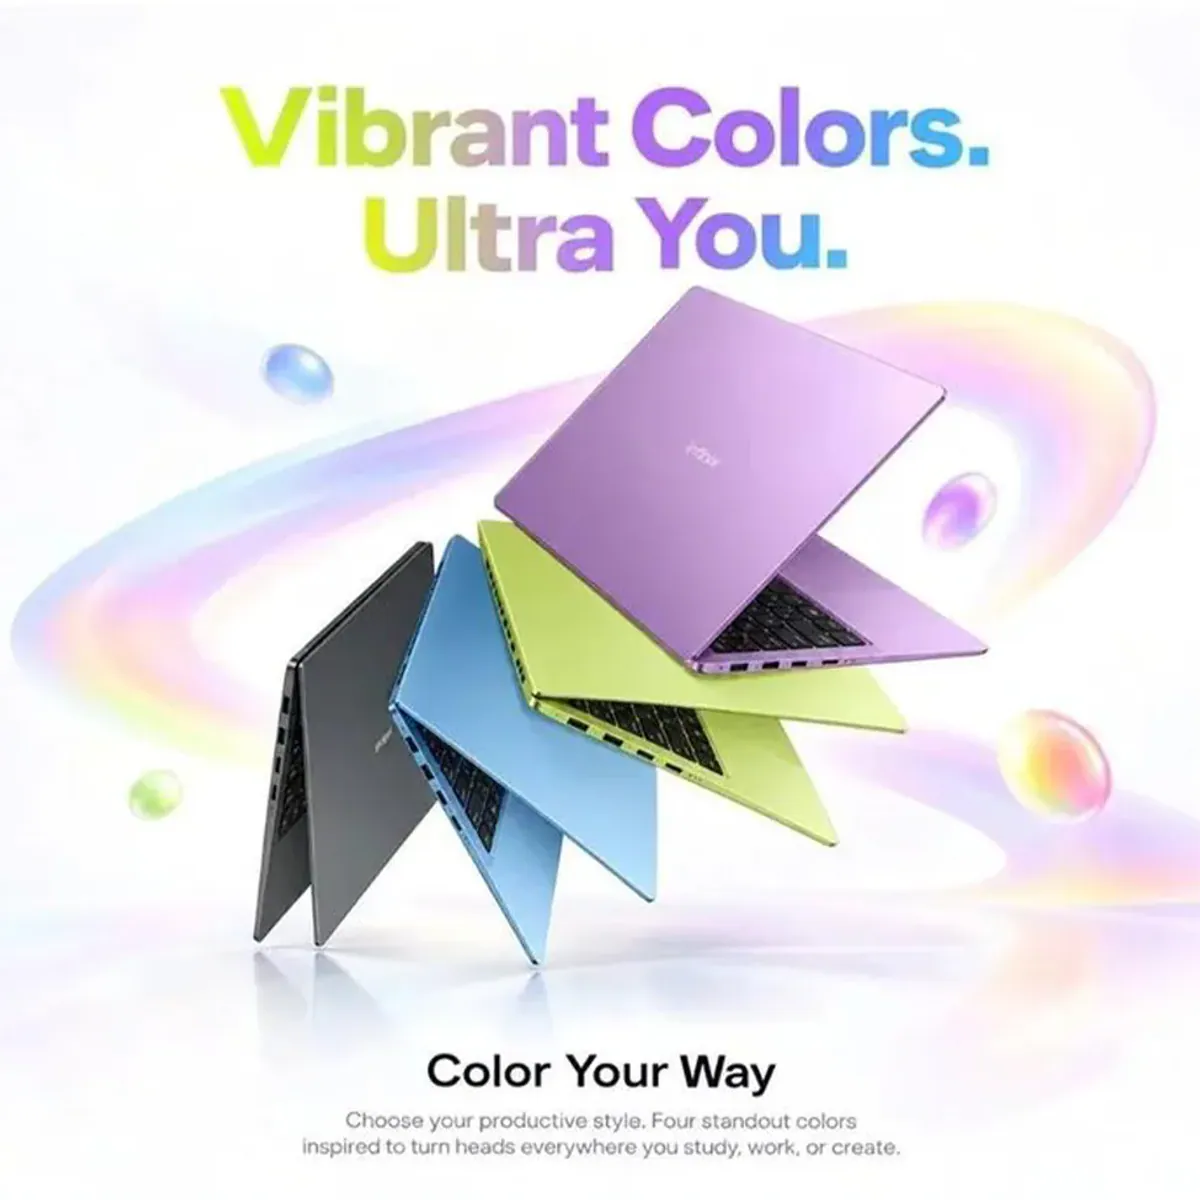 Vibrant Colors.
Ultra You.
Infinix
Color Your Way
Choose your productive style. Four standout colors
inspired to turn heads everywhere you study, work, or create.